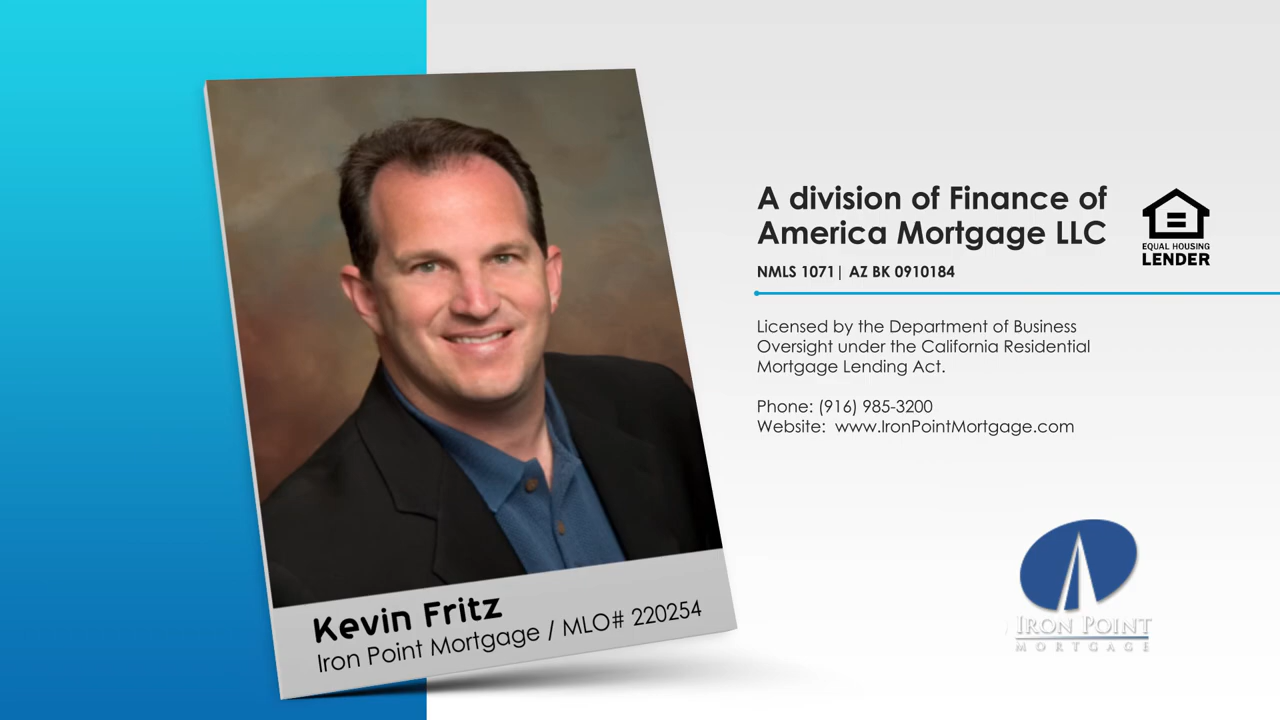 Kevin Fritz
Iron Point Mortgage / MLO# 220254
A division of Finance of
America Mortgage LLC
NMLS 1071| AZ BK 0910184
EQUAL HOUSING
LENDER
Licensed by the Department of Business
Oversight under the California Residential
Mortgage Lending Act.
Phone: (916) 985-3200
Website: www.IronPointMortgage.com
IRON POINT
MORTGAGE